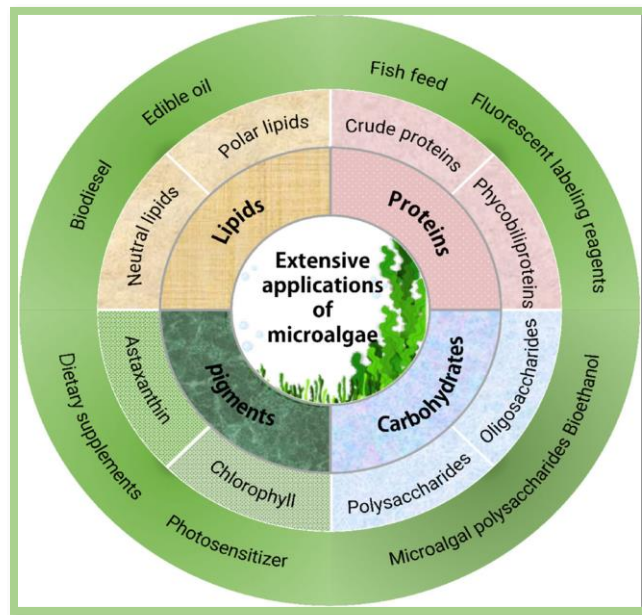 Extensive
applications
of
microalgae
Lipids
Proteins
Carbohydrates
pigments
Neutral lipids
Polar lipids
Crude proteins
Phycobiliproteins
Oligosaccharides
Polysaccharides
Chlorophyll
Astaxanthin
Biodiesel
Edible oil
Fish feed
Fluorescent labeling reagents
Microalgal polysaccharides Bioethanol
Photosensitizer
Dietary supplements